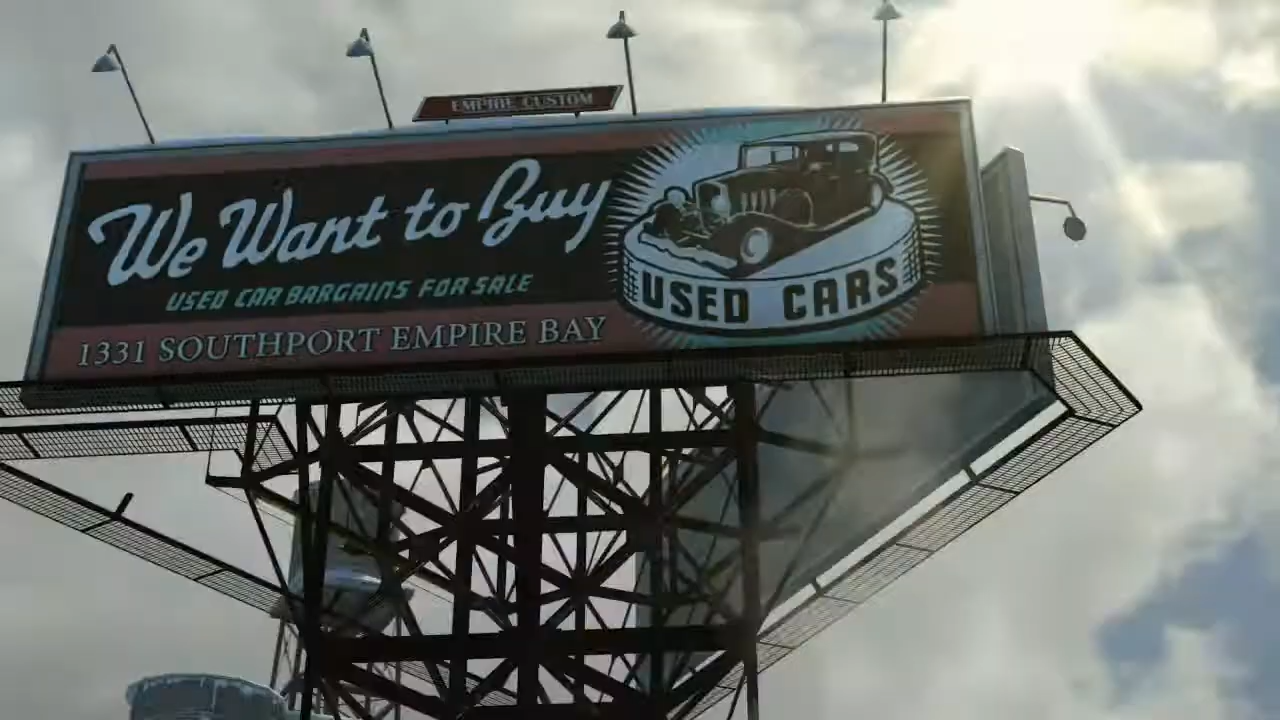 EMPIRE CUSTOM
We Want to Buy
USED CAR BARGAINS FOR SALE
1331 SOUTHPORT EMPIRE BAY
USED CARS